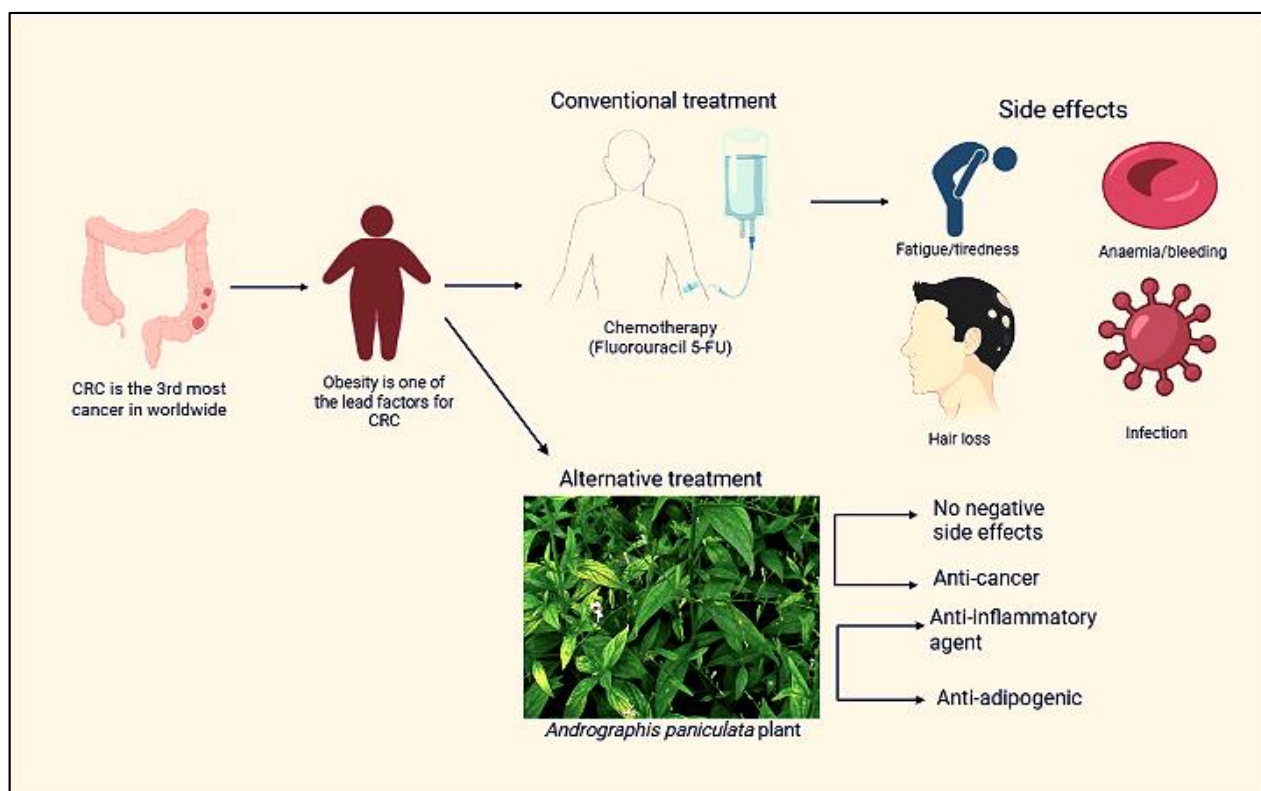 Conventional treatment
Side effects
Fatigue/tiredness
Anaemia/bleeding
Chemotherapy
(Fluorouracil 5-FU)
CRC is the 3rd most
cancer in worldwide
Obesity is one of
the lead factors for
CRC
Hair loss
Infection
Alternative treatment
No negative
side effects
Anti-cancer
Anti-inflammatory
agent
Anti-adipogenic
Andrographis paniculata plant